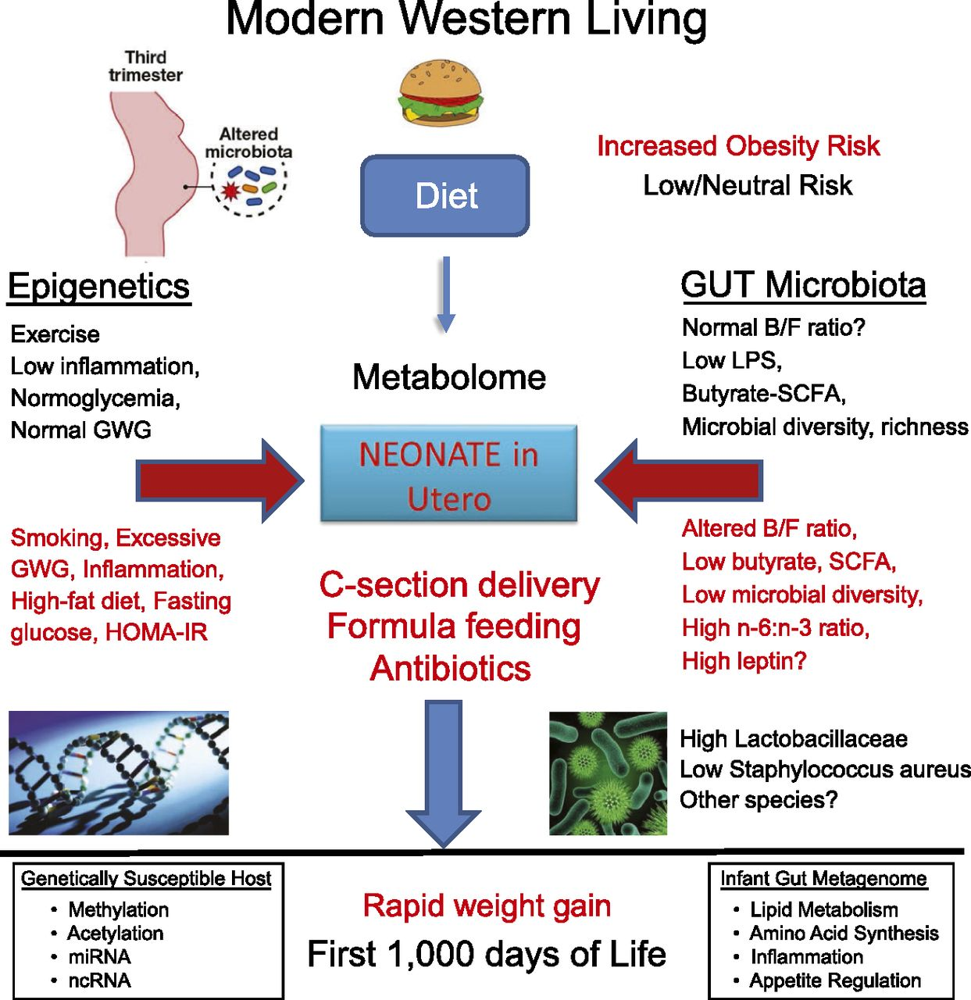 Modern Western Living
Third
trimester
Altered
microbiota
Diet
Increased Obesity Risk
Low/Neutral Risk
Epigenetics
Exercise
Low inflammation,
Normoglycemia,
Normal GWG
GUT Microbiota
Normal B/F ratio?
Low LPS,
Butyrate-SCFA,
Microbial diversity, richness
Metabolome
NEONATE in
Utero
Smoking, Excessive
GWG, Inflammation,
High-fat diet, Fasting
glucose, HOMA-IR
C-section delivery
Formula feeding
Antibiotics
Altered B/F ratio,
Low butyrate, SCFA,
Low microbial diversity,
High n-6:n-3 ratio,
High leptin?
High Lactobacillaceae
Low Staphylococcus aureus
Other species?
Genetically Susceptible Host
• Methylation
• Acetylation
• miRNA
• ncRNA
Rapid weight gain
First 1,000 days of Life
Infant Gut Metagenome
• Lipid Metabolism
• Amino Acid Synthesis
• Inflammation
• Appetite Regulation